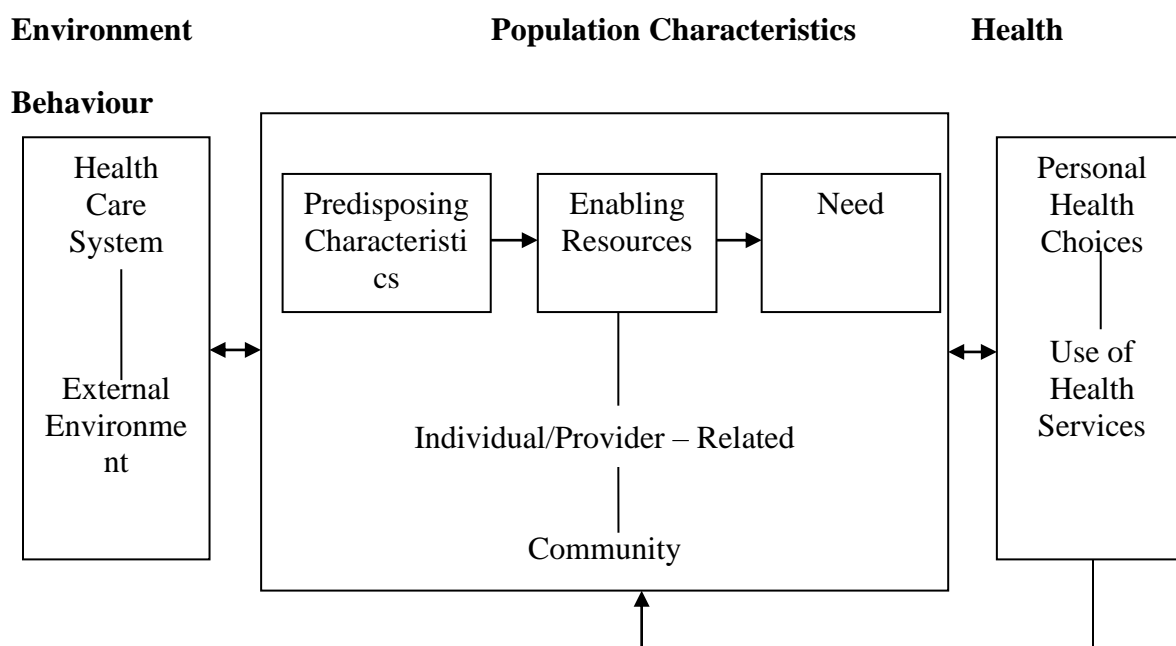 Environment Population Characteristics Health
Behaviour
Health
Care
System
External
Environme
nt
Predisposing
Characteristi
cs
Enabling
Resources
Need
Individual/Provider – Related
Community
Personal
Health
Choices
Use of
Health
Services